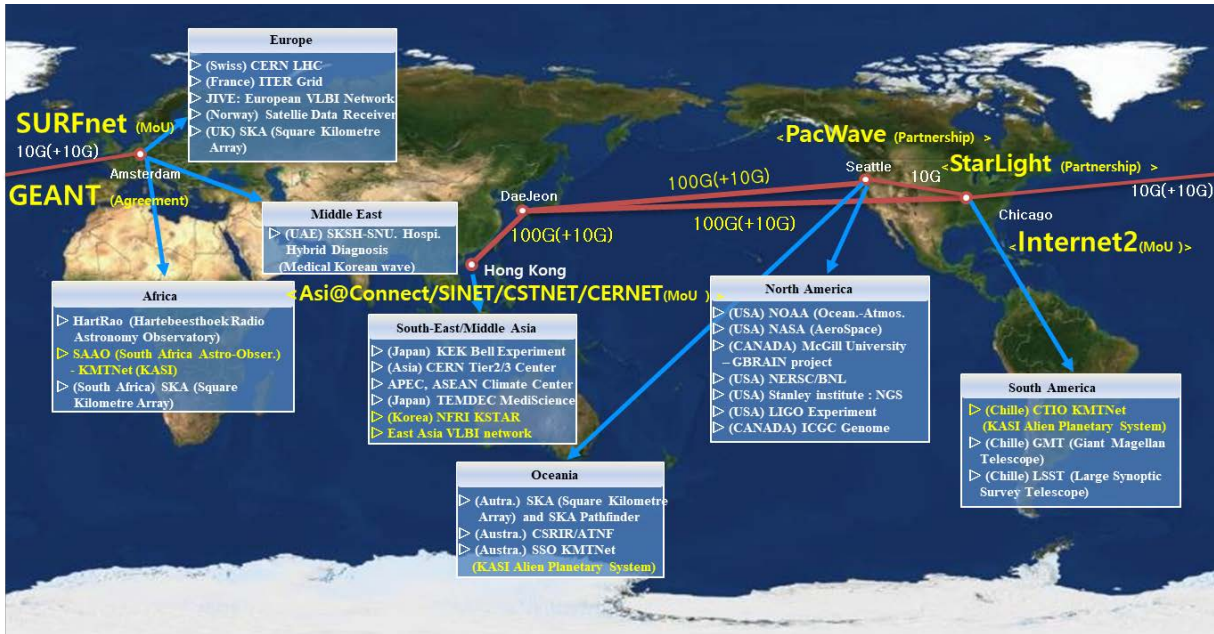 Europe
▷ (Swiss) CERN LHC
▷ (France) ITER Grid
▷ JIVE: European VLBI Network
▷ (Norway) Satellie Data Receiver
▷ (UK) SKA (Square Kilometre
Array)
SURFnet (MoU)
10G(+10G)
Amsterdam
GEANT (Agreement)
Middle East
▷ (UAE) SKSH-SNU. Hospi.
Hybrid Diagnosis
(Medical Korean wave)
Africa
▷ HartRao (Hartebeesthoek Radio
Astronomy Observatory)
▷ SAAO (South Africa Astro-Obser.)
- KMTNet (KASI)
▷ (South Africa) SKA (Square
Kilometre Array)
DaeJeon
100G(+10G)
100G(+10G)
100G(+10G)
Hong Kong
<Asi@Connect/SINET/CSTNET/CERNET(MoU ) >
South-East/Middle Asia
▷ (Japan) KEK Bell Experiment
▷ (Asia) CERN Tier2/3 Center
▷ APEC, ASEAN Climate Center
▷ (Japan) TEMDEC MediScience
▷ (Korea) NFRI KSTAR
▷ East Asia VLBI network
Oceania
▷ (Autra.) SKA (Square Kilometre
Array) and SKA Pathfinder
▷ (Austra.) CSRIR/ATNF
▷ (Austra.) SSO KMTNet
(KASI Alien Planetary System)
<PacWave (Partnership) >
Seattle
10G
<StarLight (Partnership) >
10G(+10G)
Chicago
<Internet2(MoU )>
North America
▷ (USA) NOAA (Ocean.-Atmos.
▷ (USA) NASA (AeroSpace)
▷ (CANADA) McGill University
– GBRAIN project
▷ (USA) NERSC/BNL
▷ (USA) Stanley institute : NGS
▷ (USA) LIGO Experiment
▷ (CANADA) ICGC Genome
South America
▷ (Chille) CTIO KMTNet
(KASI Alien Planetary System)
▷ (Chille) GMT (Giant Magellan
Telescope)
▷ (Chille) LSST (Large Synoptic
Survey Telescope)